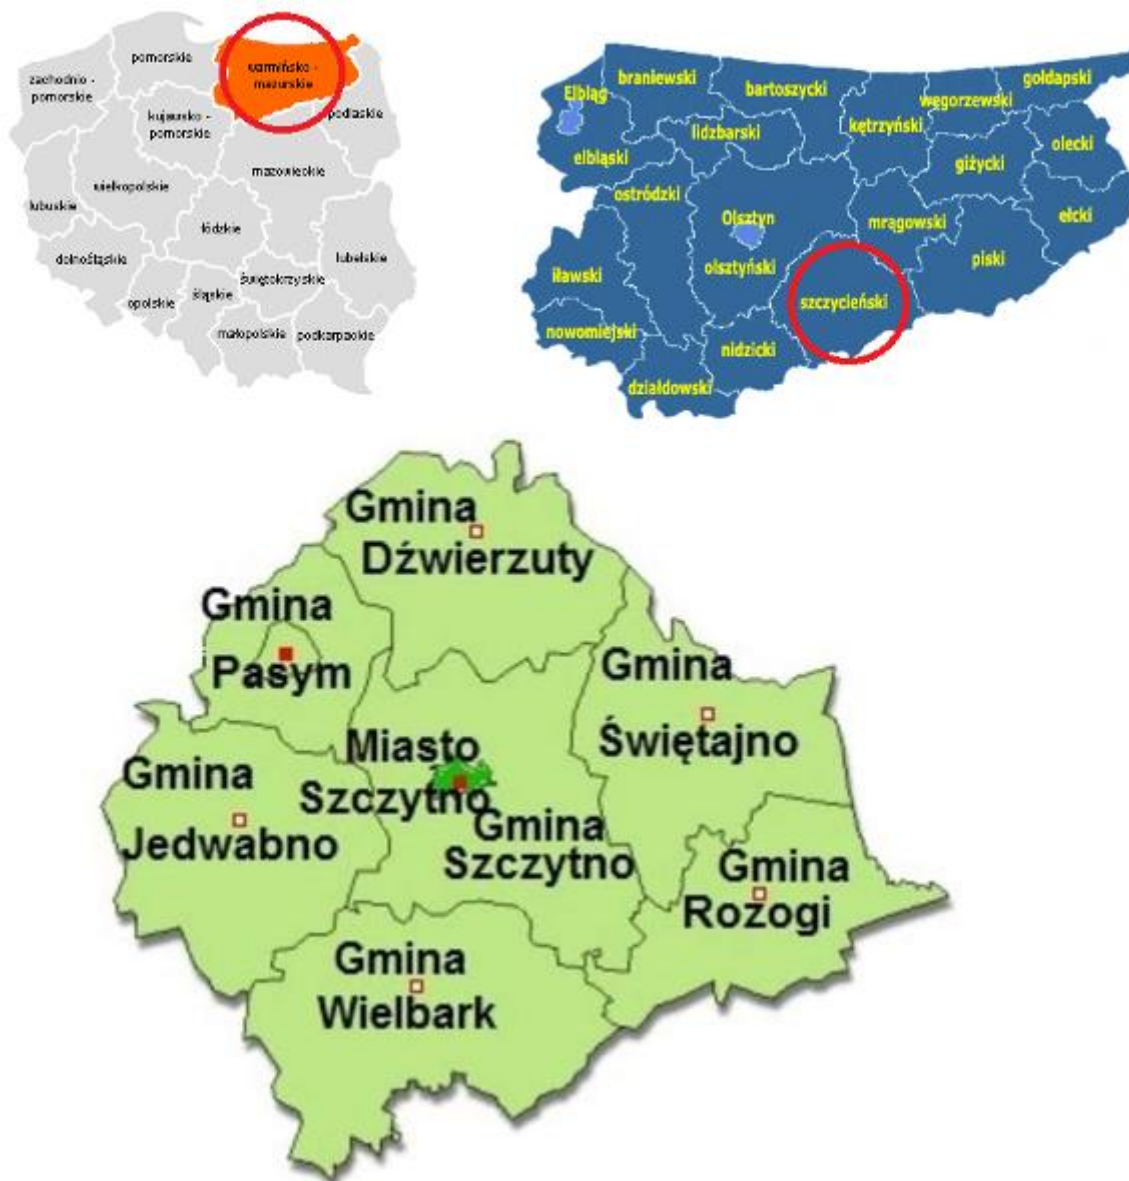 pomorskie
warmińsko -
mazurskie
zachodnio -
pomorskie
kujawsko -
pomorskie
podlaskie
mazowieckie
wielkopolskie
lubuskie
łódzkie
dolnośląskie
lubelskie
opolskie
śląskie
świętokrzyskie
małopolskie
podkarpackie
braniewski
Elbląg
bartoszycki
gołdapski
węgorzewski
kętrzyński
lidzbarski
elbląski
olecki
giżycki
ostródzki
mrągowski
ełcki
Olsztyn
piski
olsztyński
iławski
szczycieński
nowomiejski
nidzicki
działdowski
Gmina
Dźwierzuty
Gmina
Pasym
Gmina
Świętajno
Miasto
Szczytno
Gmina
Jedwabno
Gmina
Szczytno
Gmina
Rozogi
Gmina
Wielbark